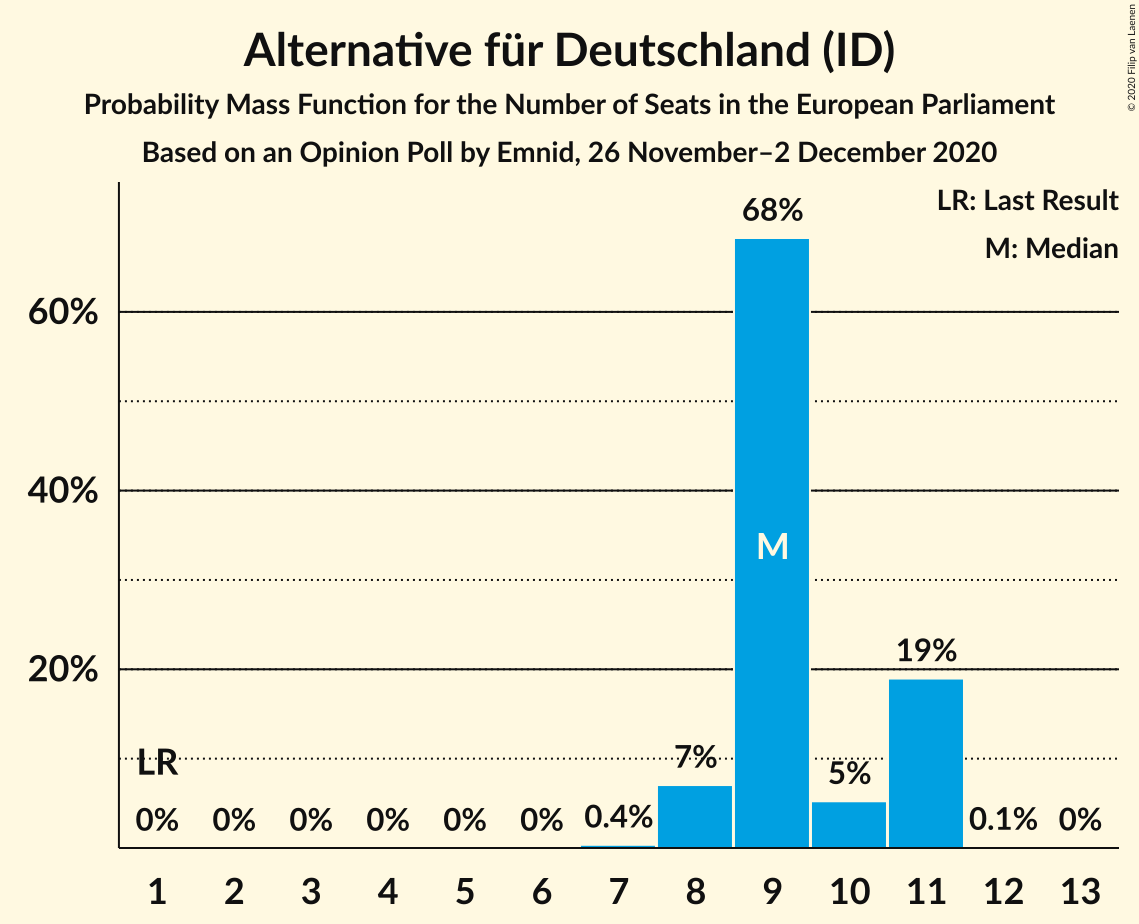 Alternative für Deutschland (ID)
Probability Mass Function for the Number of Seats in the European Parliament
Based on an Opinion Poll by Emnid, 26 November–2 December 2020
© 2020 Filip van Laenen
LR: Last Result
M: Median
68%
60%
40%
M
20%
19%
LR
7%
5%
0% 0% 0% 0% 0% 0% 0.4% 0.1% 0%
1 2 3 4 5 6 7 8 9 10 11 12 13